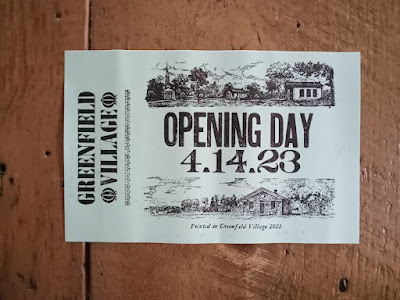 GREENFIELD
VILLAGE
OPENING DAY
4.14.23
Printed in Greenfield Village 2023